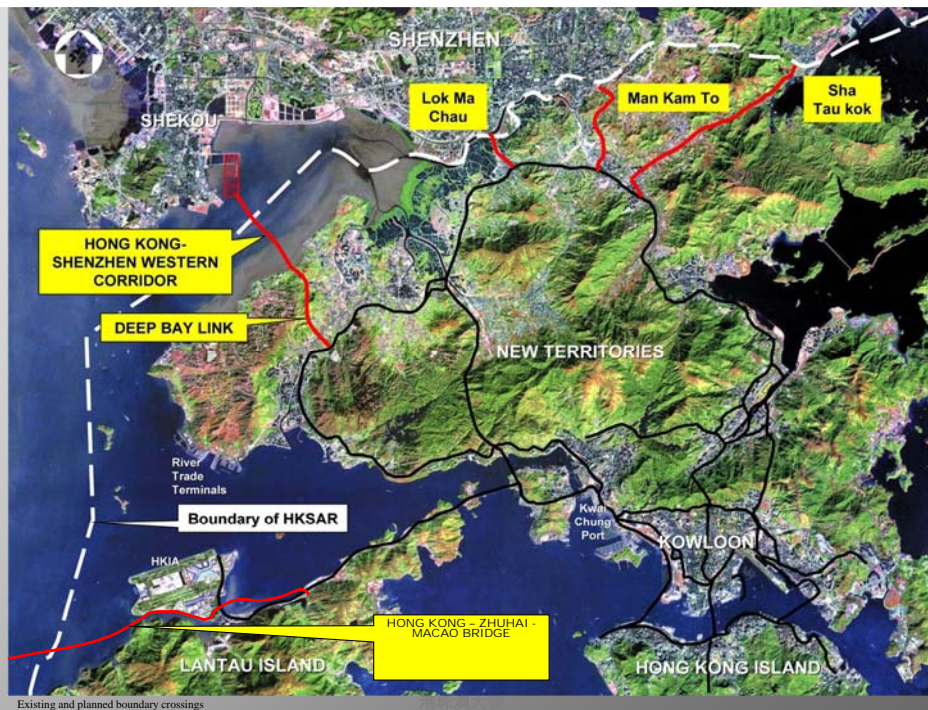 SHENZHEN
Lok Ma
Chau
Man Kam To
Sha
Tau kok
SHEKOU
HONG KONG-
SHENZHEN WESTERN
CORRIDOR
DEEP BAY LINK
NEW TERRITORIES
River
Trade
Terminals
Boundary of HKSAR
Kwai
Chung
Port
KOWLOON
HKIA
HONG KONG – ZHUHAI -
MACAO BRIDGE
LANTAU ISLAND
HONG KONG ISLAND
Existing and planned boundary crossings